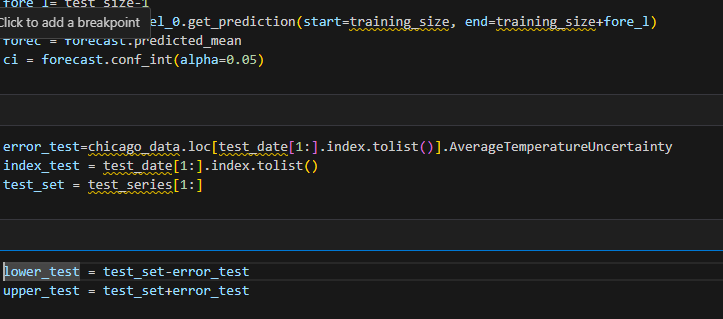 fore_l= test_size-1
Click to add a breakpoint el_0.get_prediction(start=training_size, end=training_size+fore_l)
forec = forecast.predicted_mean
ci = forecast.conf_int(alpha=0.05)
error_test=chicago_data.loc[test_date[1:].index.tolist()].AverageTemperatureUncertainty
index_test = test_date[1:].index.tolist()
test_set = test_series[1:]
lower_test = test_set-error_test
upper_test = test_set+error_test